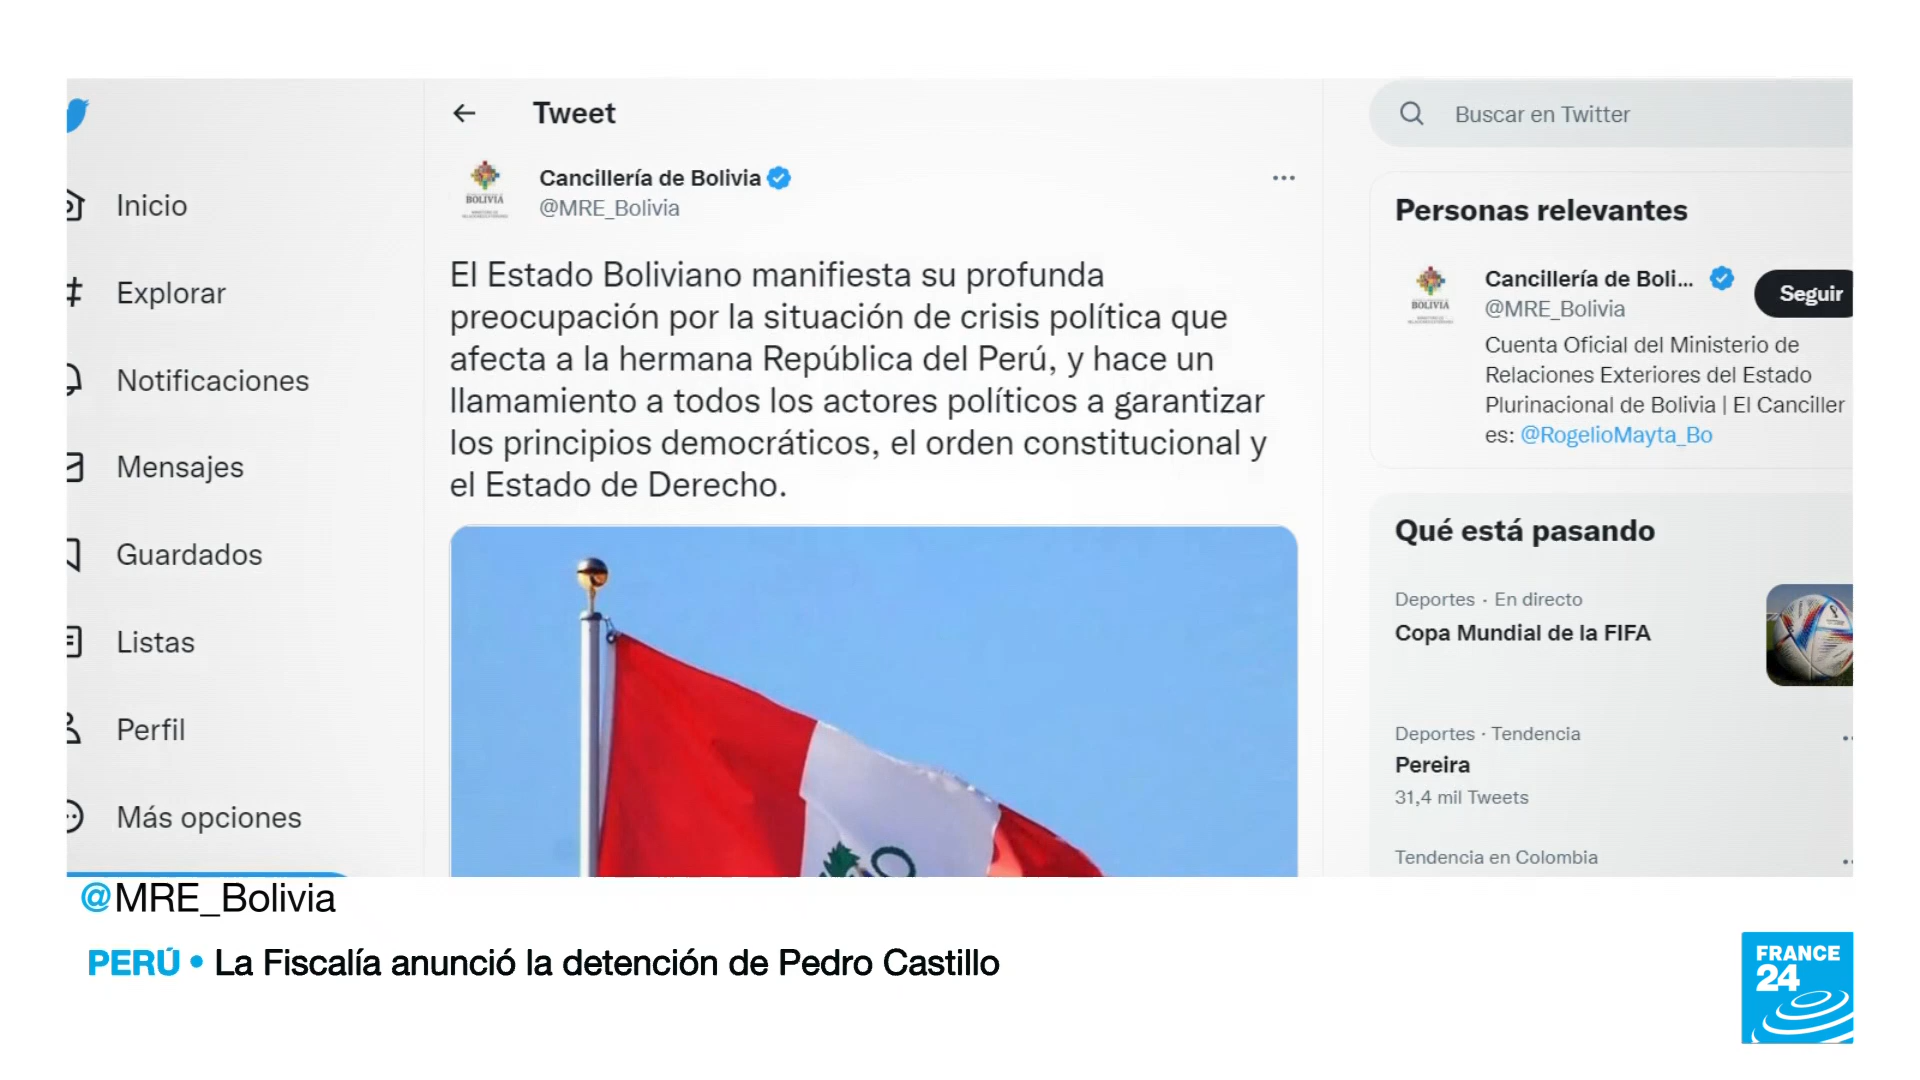 Inicio
Explorar
Notificaciones
Mensajes
Guardados
Listas
Perfil
Más opciones
Tweet
BOLIVIA
Cancillería de Bolivia
@MRE_Bolivia
El Estado Boliviano manifiesta su profunda
preocupación por la situación de crisis política que
afecta a la hermana República del Perú, y hace un
llamamiento a todos los actores políticos a garantizar
los principios democráticos, el orden constitucional y
el Estado de Derecho.
Buscar en Twitter
Personas relevantes
BOLIVIA
Cancillería de Boli...
@MRE_Bolivia
Seguir
Cuenta Oficial del Ministerio de
Relaciones Exteriores del Estado
Plurinacional de Bolivia | El Canciller
es: @RogelioMayta_Bo
Qué está pasando
Deportes · En directo
Copa Mundial de la FIFA
Deportes · Tendencia
Pereira
31,4 mil Tweets
Tendencia en Colombia
@MRE_Bolivia
PERÚ • La Fiscalía anunció la detención de Pedro Castillo
FRANCE
24